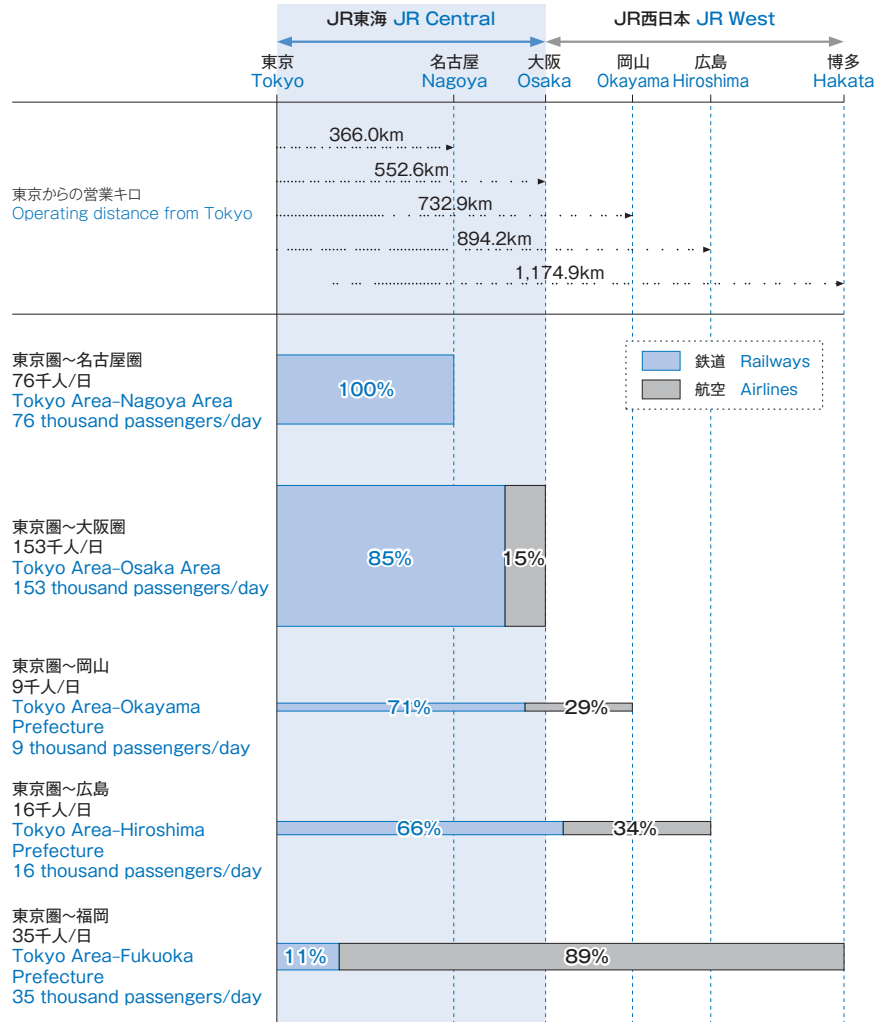 JR東海 JR Central
JR西日本 JR West
東京
Tokyo
名古屋
Nagoya
大阪
Osaka
岡山
Okayama
広島
Hiroshima
博多
Hakata
東京からの営業キロ
Operating distance from Tokyo
366.0km
552.6km
732.9km
894.2km
1,174.9km
鉄道 Railways
航空 Airlines
東京圏~名古屋圏
76千人/日
Tokyo Area–Nagoya Area
76 thousand passengers/day
100%
東京圏~大阪圏
153千人/日
Tokyo Area–Osaka Area
153 thousand passengers/day
85%
15%
東京圏~岡山
9千人/日
Tokyo Area–Okayama
Prefecture
9 thousand passengers/day
71%
29%
東京圏~広島
16千人/日
Tokyo Area–Hiroshima
Prefecture
16 thousand passengers/day
66%
34%
東京圏~福岡
35千人/日
Tokyo Area–Fukuoka
Prefecture
35 thousand passengers/day
11%
89%